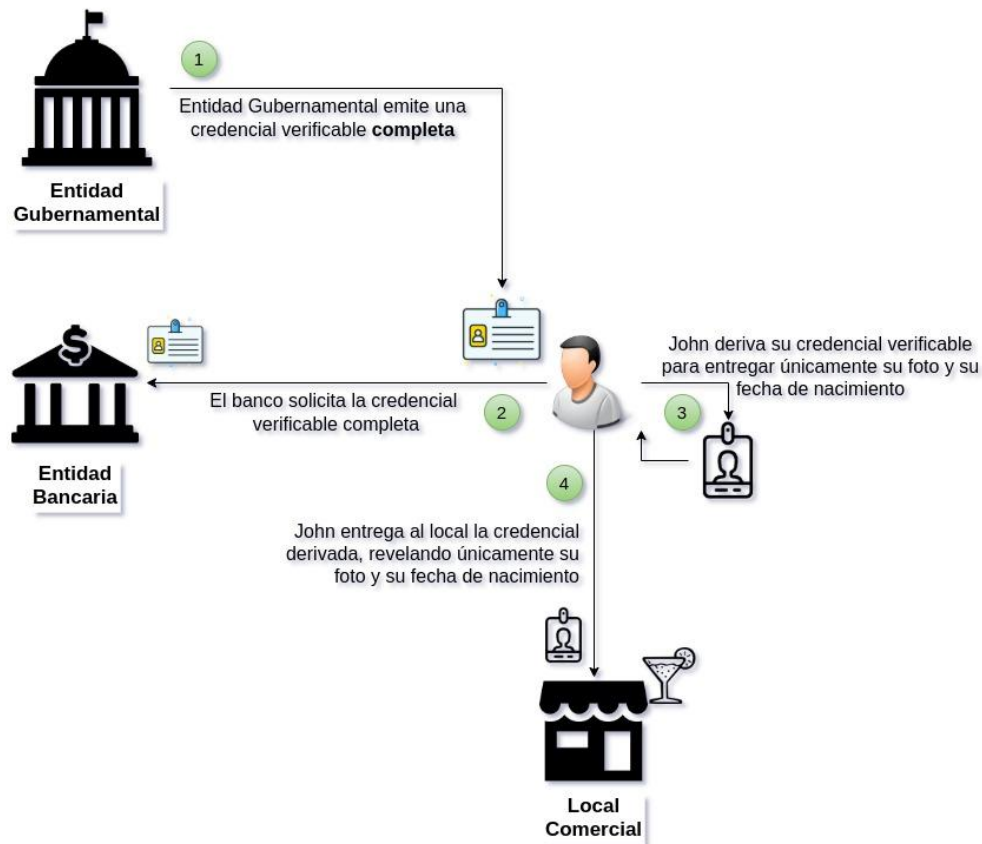 1
Entidad Gubernamental emite una
credencial verificable completa
Entidad
Gubernamental
John deriva su credencial verificable
para entregar únicamente su foto y su
fecha de nacimiento
$
El banco solicita la credencial
verificable completa
2
3
Entidad
Bancaria
4
John entrega al local la credencial
derivada, revelando únicamente su
foto y su fecha de nacimiento
Local
Comercial